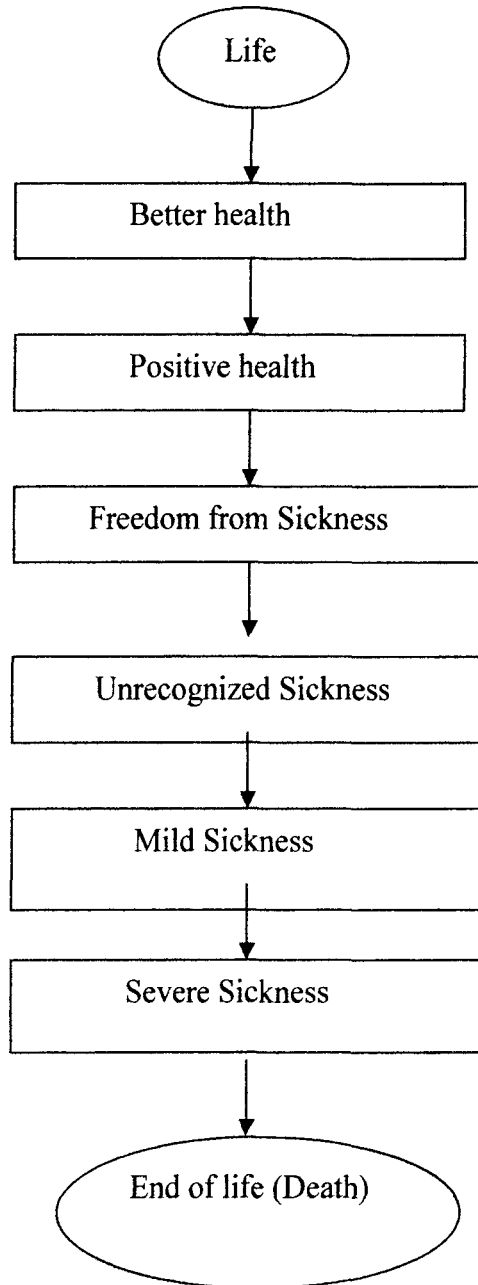 Life
Better health
Positive health
Freedom from Sickness
Unrecognized Sickness
Mild Sickness
Severe Sickness
End of life (Death)